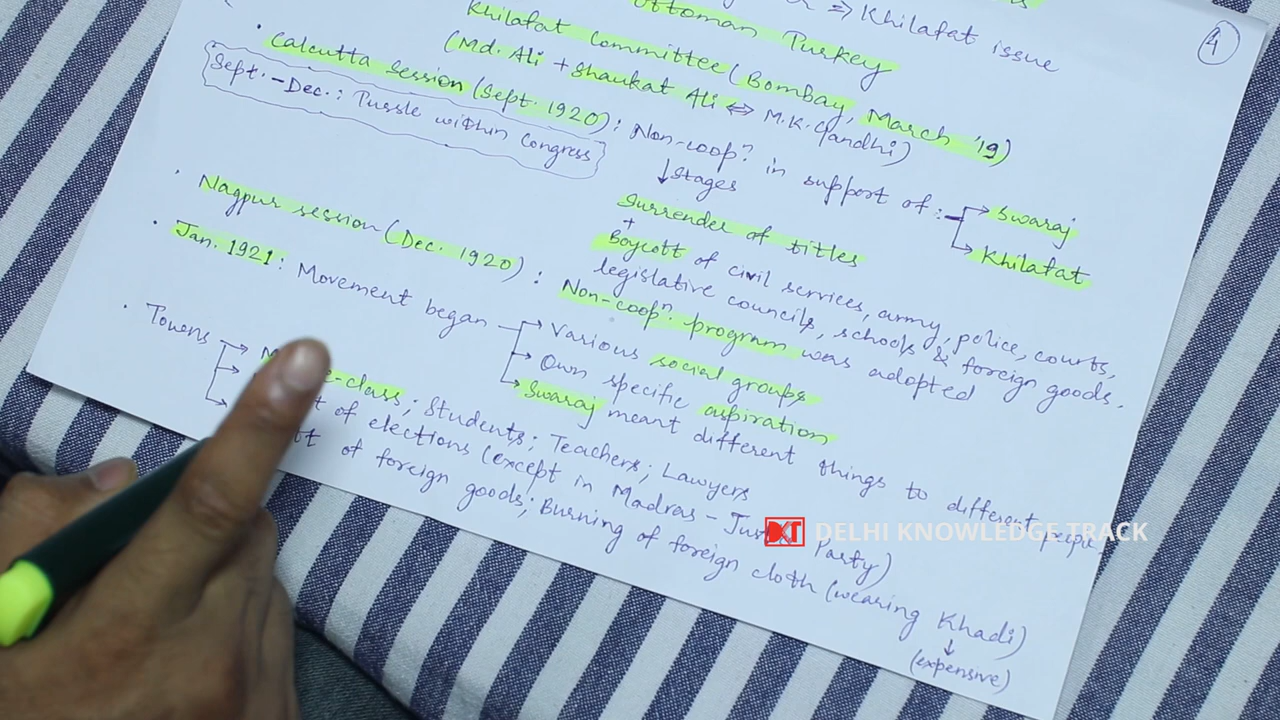 ⇒ Khilafat issue
4
Ottoman Turkey
Khilafat Committee (Bombay, March '19)
(Md. Ali + Shaukat Ali ⇔ M.K. Gandhi)
• Calcutta Session (Sept. 1920) : Non-coopn in support of :- → Swaraj
→ Khilafat
Sept. - Dec. : Tussle within Congress
↓ stages
Surrender of titles
+
Boycott of civil services, army, police, courts,
legislative councils, schools & foreign goods.
• Nagpur session (Dec. 1920) : Non-coopn program was adopted
• Jan. 1921 : Movement began → Various social groups
→ Own specific aspiration
→ Swaraj meant different things to different
• Towns → -class; Students; Teachers; Lawyers
→ of elections (except in Madras - Party)
→ of foreign goods; Burning of foreign cloth (wearing Khadi)
↓
(expensive)
DKT DELHI KNOWLEDGE TRACK